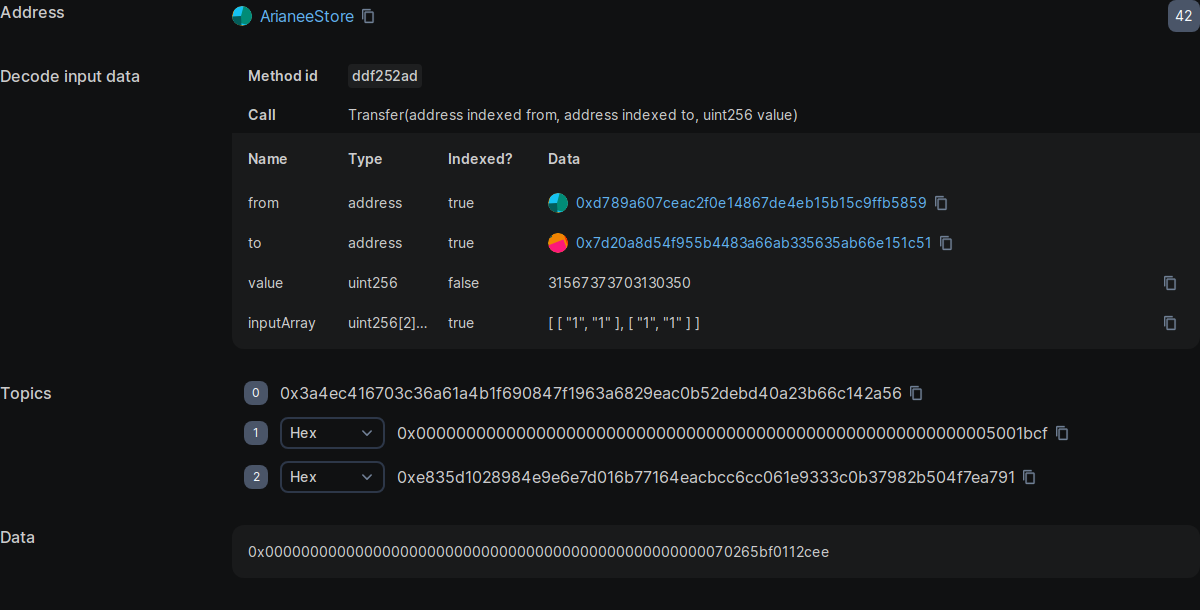 Address
ArianeeStore
42
Decode input data
Method id ddf252ad
Call Transfer(address indexed from, address indexed to, uint256 value)
Name Type Indexed? Data
from address true 0xd789a607ceac2f0e14867de4eb15b15c9ffb5859
to address true 0x7d20a8d54f955b4483a66ab335635ab66e151c51
value uint256 false 31567373703130350
inputArray uint256[2]... true [ [ "1", "1" ], [ "1", "1" ] ]
Topics
0 0x3a4ec416703c36a61a4b1f690847f1963a6829eac0b52debd40a23b66c142a56
1 Hex 0x0000000000000000000000000000000000000000000000000000000005001bcf
2 Hex 0xe835d1028984e9e6e7d016b77164eacbcc6cc061e9333c0b37982b504f7ea791
Data
0x0000000000000000000000000000000000000000000000000070265bf0112cee